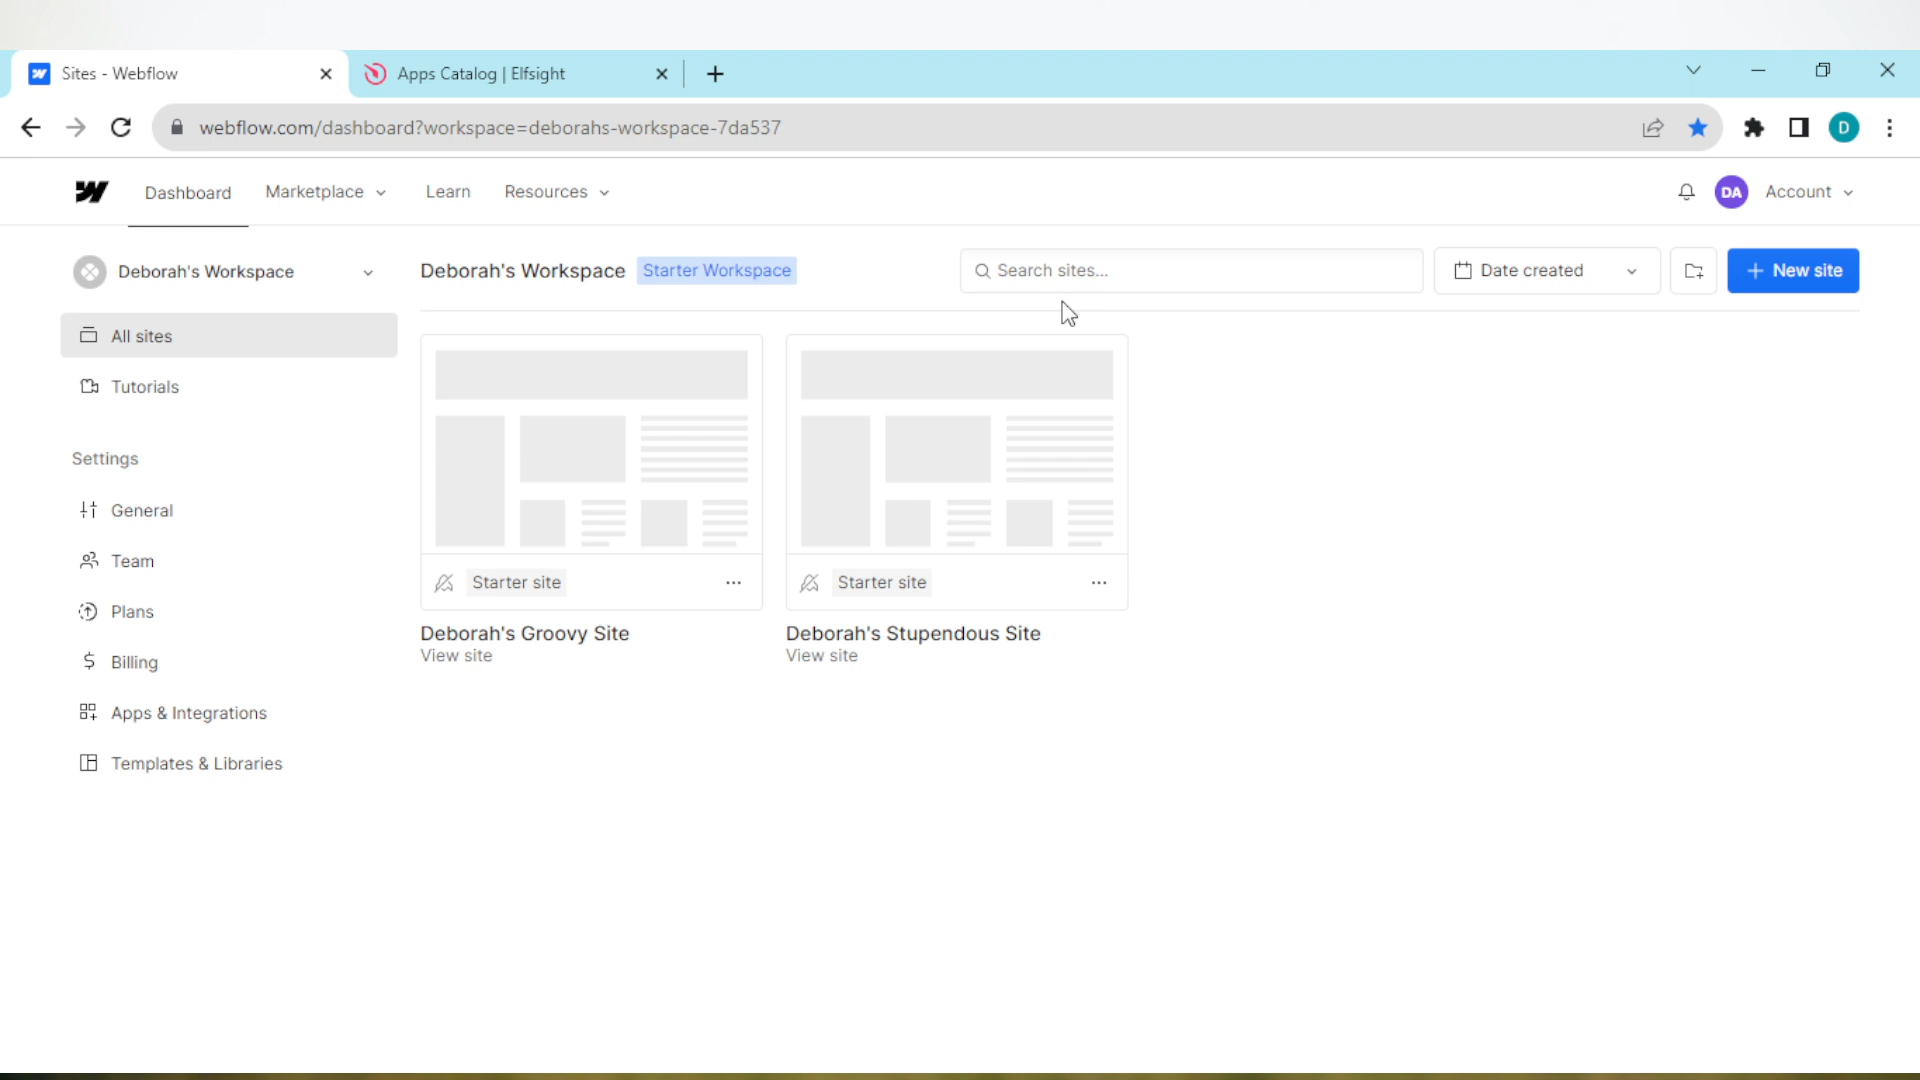 Sites - Webflow
Apps Catalog | Elfsight
webflow.com/dashboard?workspace=deborahs-workspace-7da537
D
Dashboard
Marketplace
Learn
Resources
DA
Account
Deborah's Workspace
Deborah's Workspace
Starter Workspace
Search sites...
Date created
New site
All sites
Tutorials
Settings
General
Team
Plans
Billing
Apps & Integrations
Templates & Libraries
Starter site
Starter site
Deborah's Groovy Site
View site
Deborah's Stupendous Site
View site